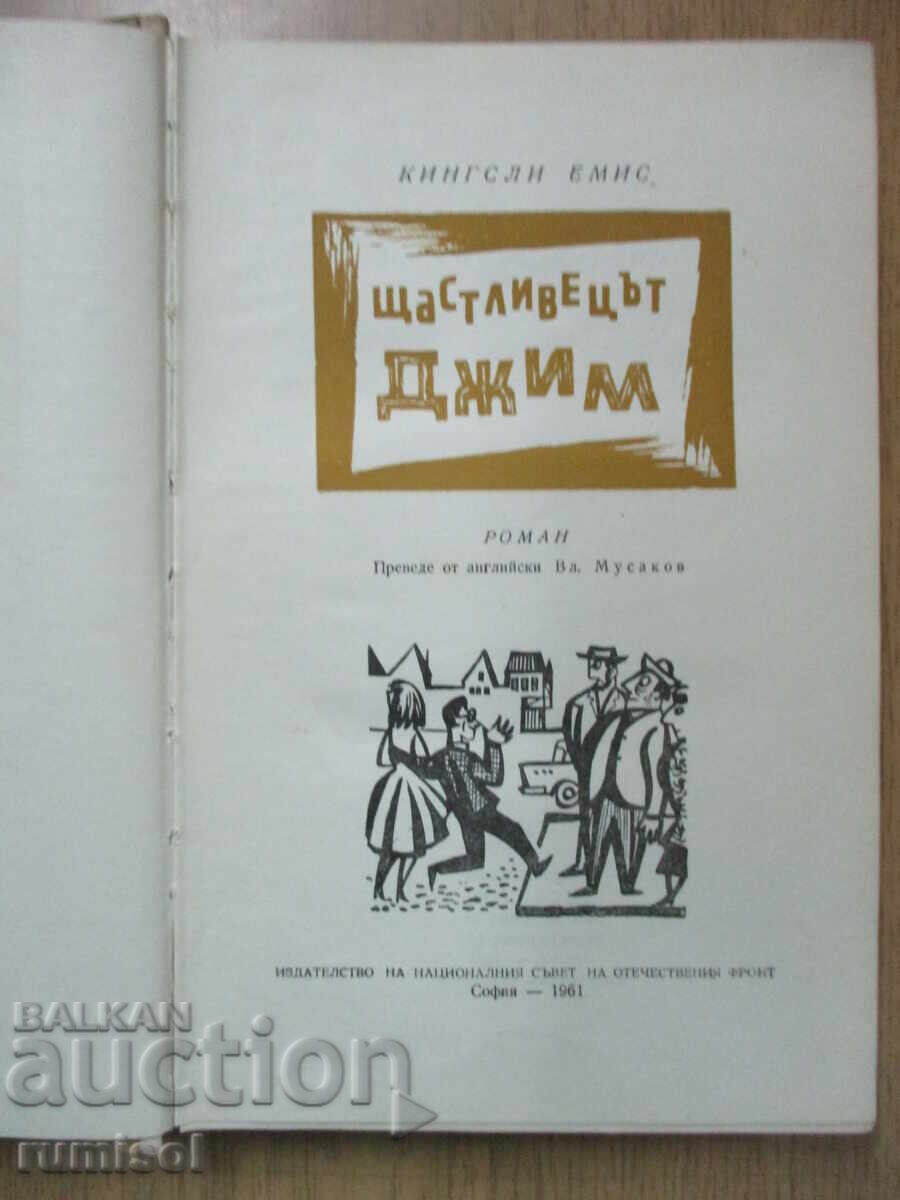 КИНГСЛИ ЕМИС
ЩАСТЛИВЕЦЪТ
ДЖИМ
РОМАН
Преведе от английски Вл. Мусаков
ИЗДАТЕЛСТВО НА НАЦИОНАЛНИЯ СЪВЕТ НА ОТЕЧЕСТВЕНИЯ ФРОНТ
София — 1961
BALKAN
auction
rumisol